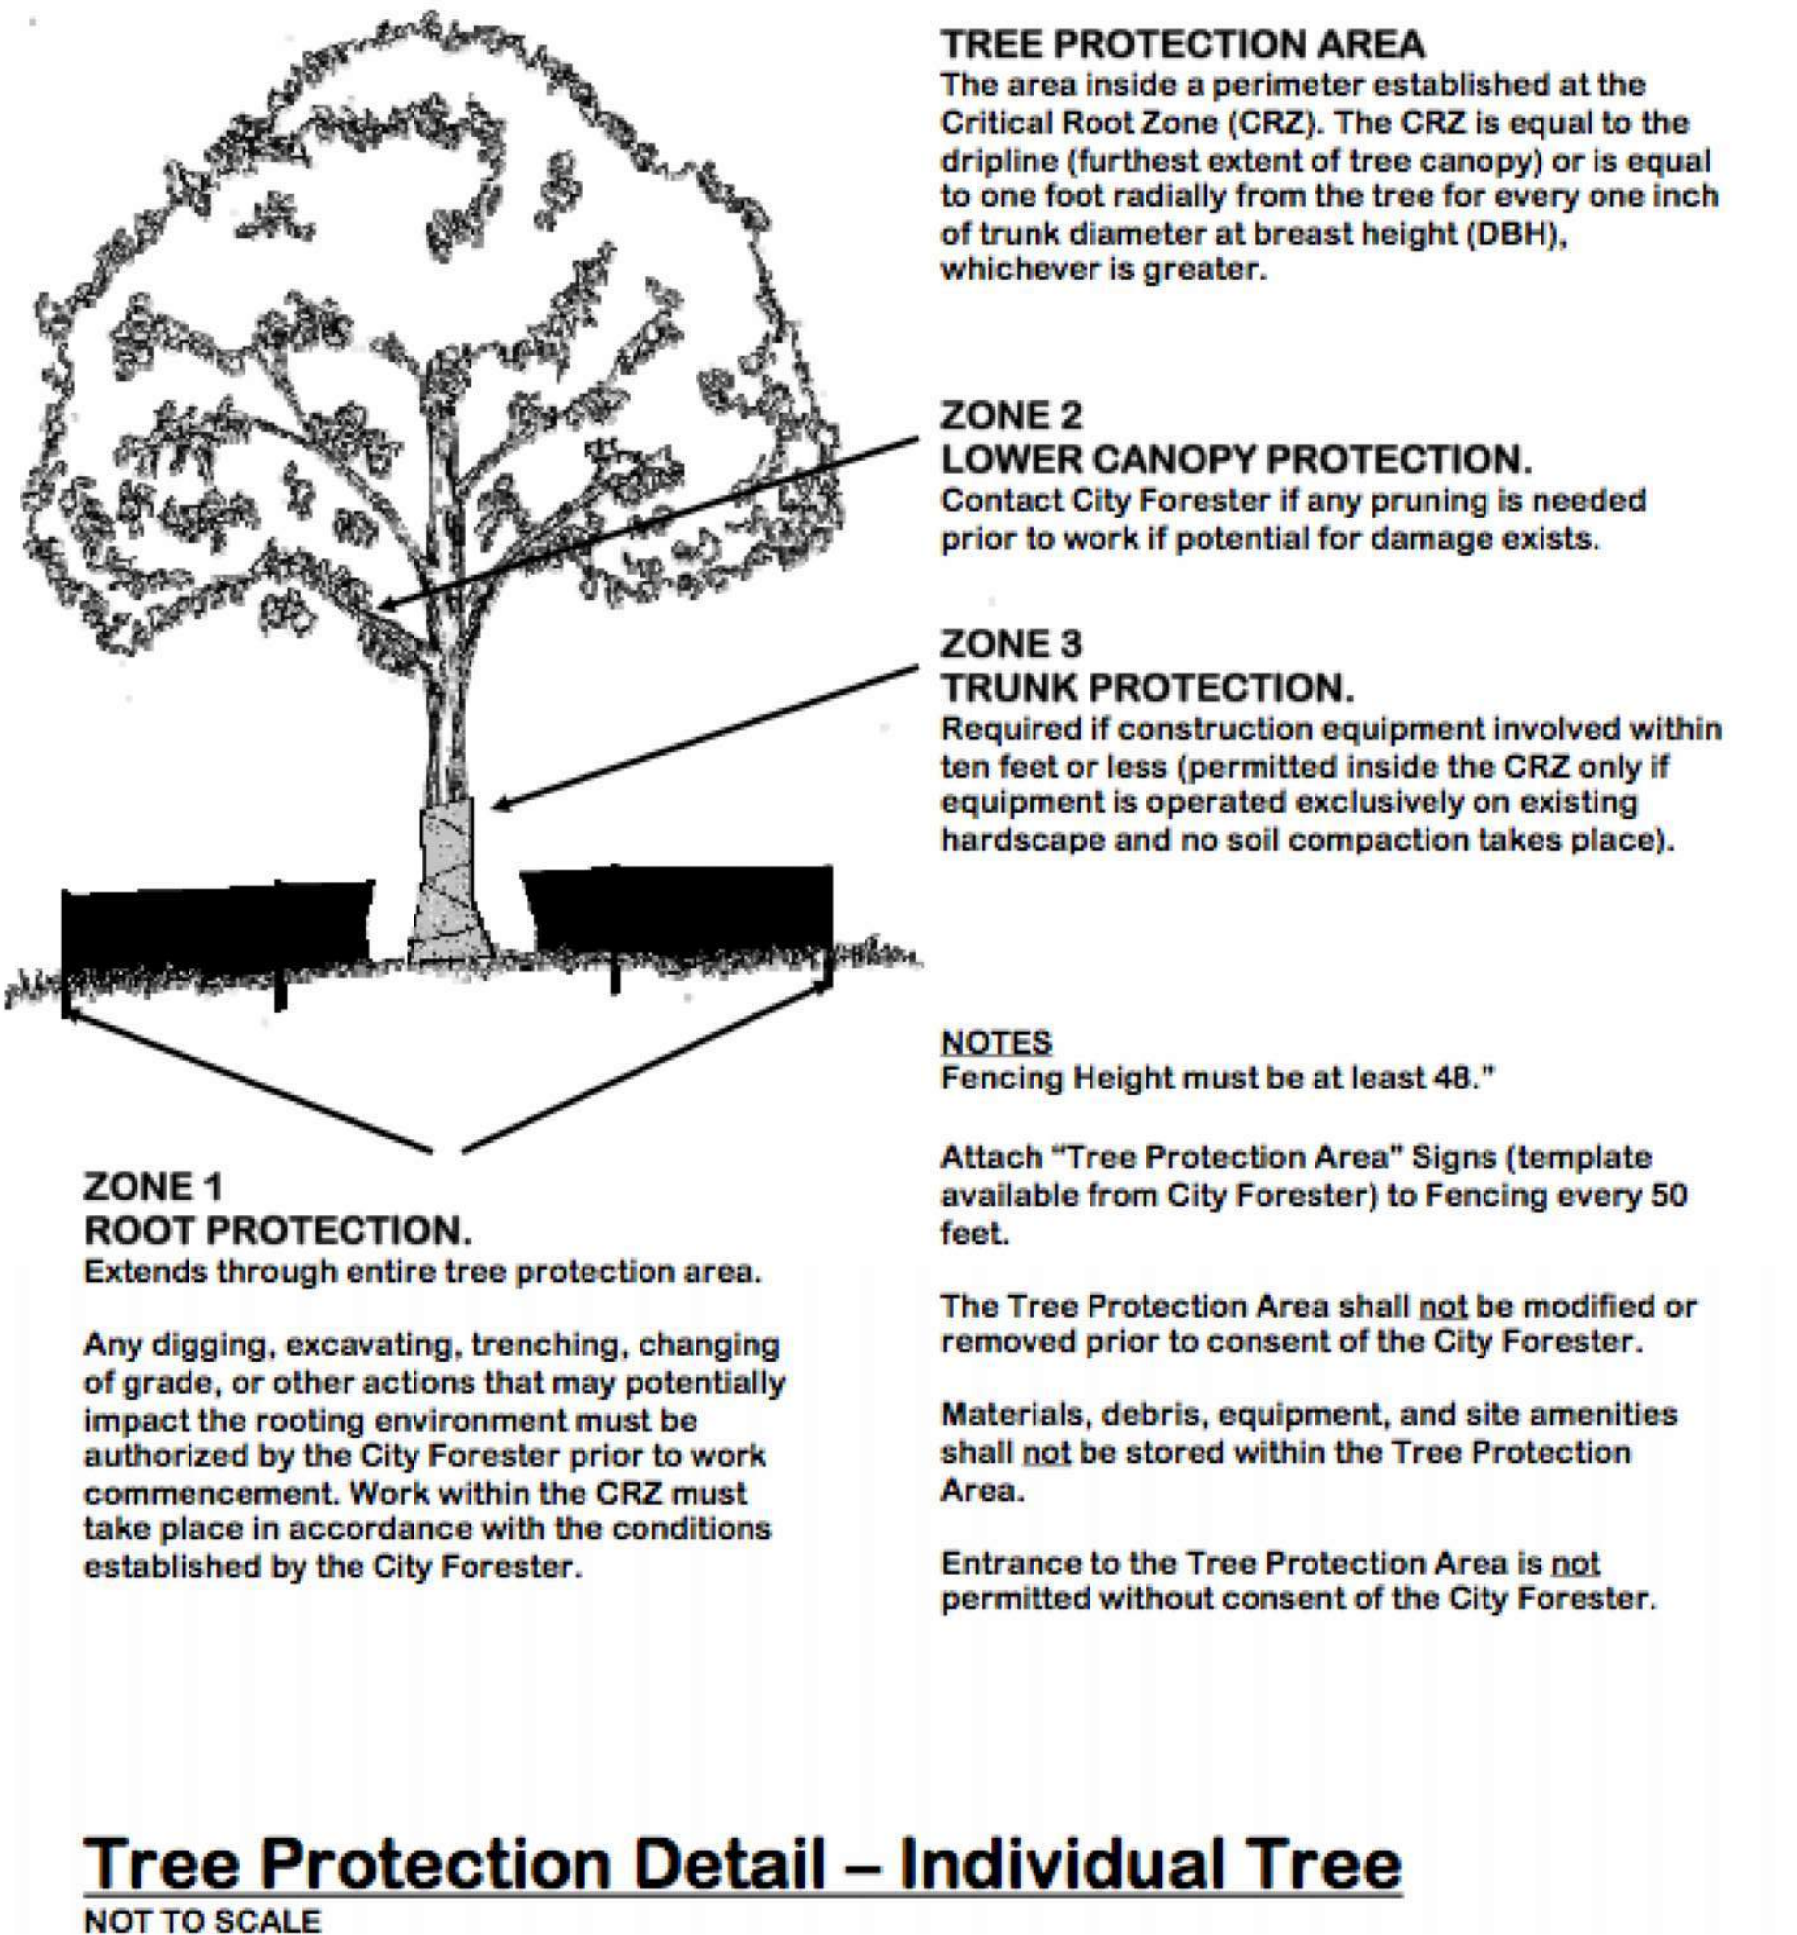 TREE PROTECTION AREA
The area inside a perimeter established at the
Critical Root Zone (CRZ). The CRZ is equal to the
dripline (furthest extent of tree canopy) or is equal
to one foot radially from the tree for every one inch
of trunk diameter at breast height (DBH),
whichever is greater.
ZONE 2
LOWER CANOPY PROTECTION.
Contact City Forester if any pruning is needed
prior to work if potential for damage exists.
ZONE 3
TRUNK PROTECTION.
Required if construction equipment involved within
ten feet or less (permitted inside the CRZ only if
equipment is operated exclusively on existing
hardscape and no soil compaction takes place).
ZONE 1
ROOT PROTECTION.
Extends through entire tree protection area.
Any digging, excavating, trenching, changing
of grade, or other actions that may potentially
impact the rooting environment must be
authorized by the City Forester prior to work
commencement. Work within the CRZ must
take place in accordance with the conditions
established by the City Forester.
NOTES
Fencing Height must be at least 48.”
Attach “Tree Protection Area” Signs (template
available from City Forester) to Fencing every 50
feet.
The Tree Protection Area shall not be modified or
removed prior to consent of the City Forester.
Materials, debris, equipment, and site amenities
shall not be stored within the Tree Protection
Area.
Entrance to the Tree Protection Area is not
permitted without consent of the City Forester.
Tree Protection Detail – Individual Tree
NOT TO SCALE